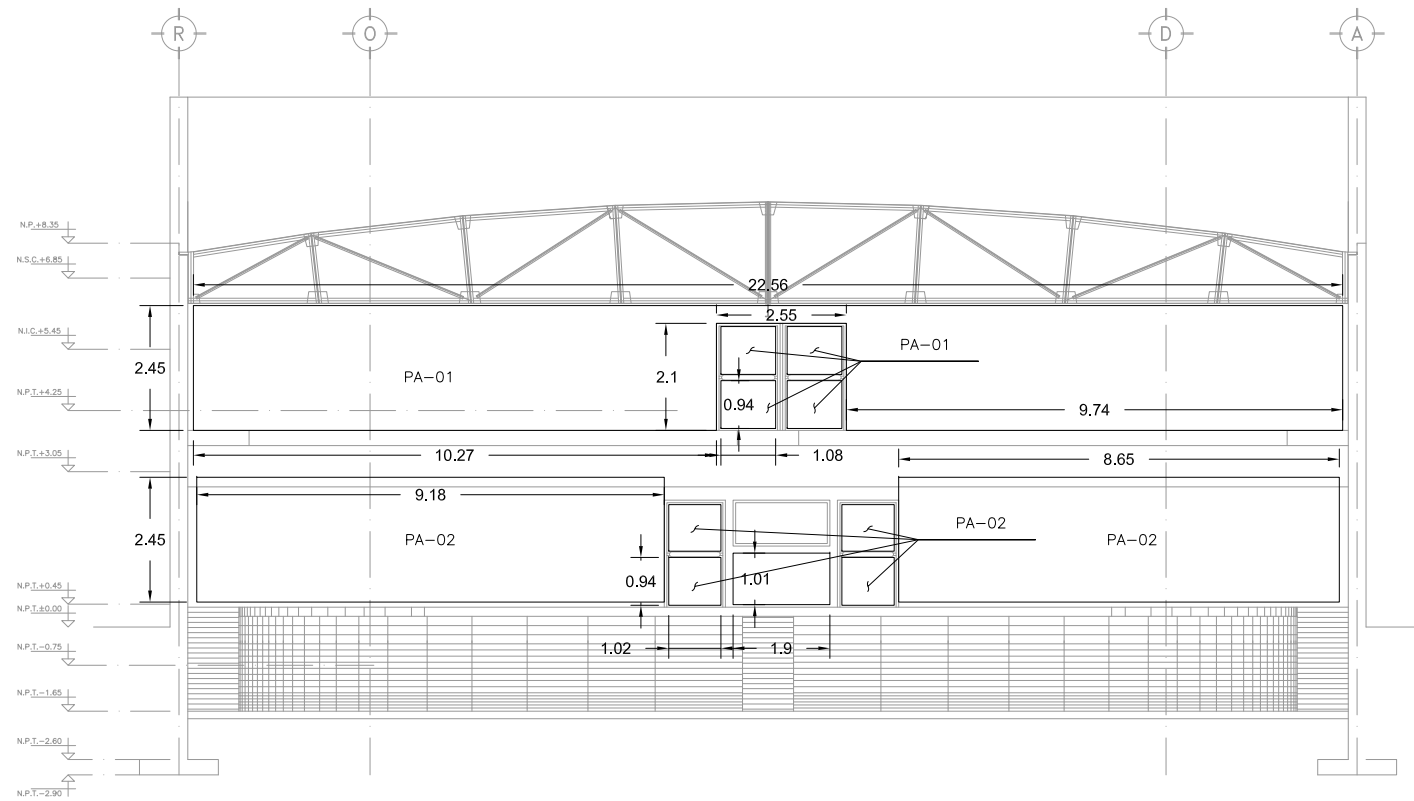 R
O
D
A
N.P.+8.35
N.S.C.+6.85
22.56
2.55
N.I.C.+5.45
PA-01
2.45
PA-01
2.1
N.P.T.+4.25
0.94
9.74
N.P.T.+3.05
10.27
1.08
8.65
9.18
PA-02
2.45
PA-02
PA-02
N.P.T.+0.45
0.94
1.01
N.P.T.±0.00
N.P.T.-0.75
1.02
1.9
N.P.T.-1.65
N.P.T.-2.60
N.P.T.-2.90